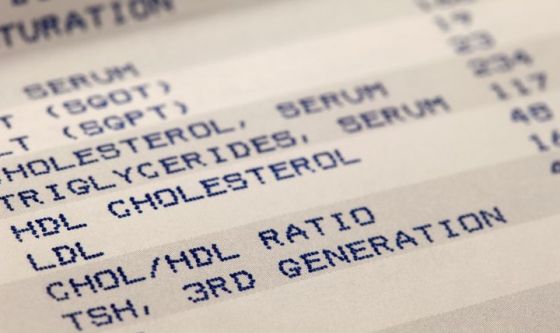 TURATION
SERUM
T (SGOT) 19
LT (SGPT) 23
CHOLESTEROL, SERUM 234
TRIGLYCERIDES, SERUM 117
HDL CHOLESTEROL 48
LDL
CHOL/HDL RATIO
TSH, 3RD GENERATION